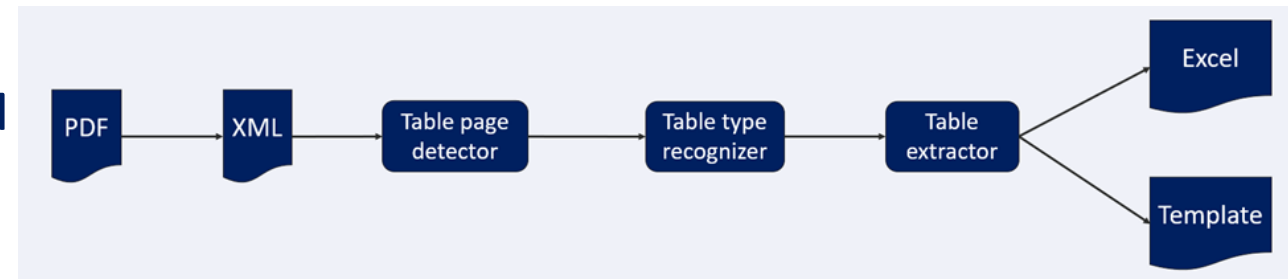 PDF
XML
Table page
detector
Table type
recognizer
Table
extractor
Excel
Template